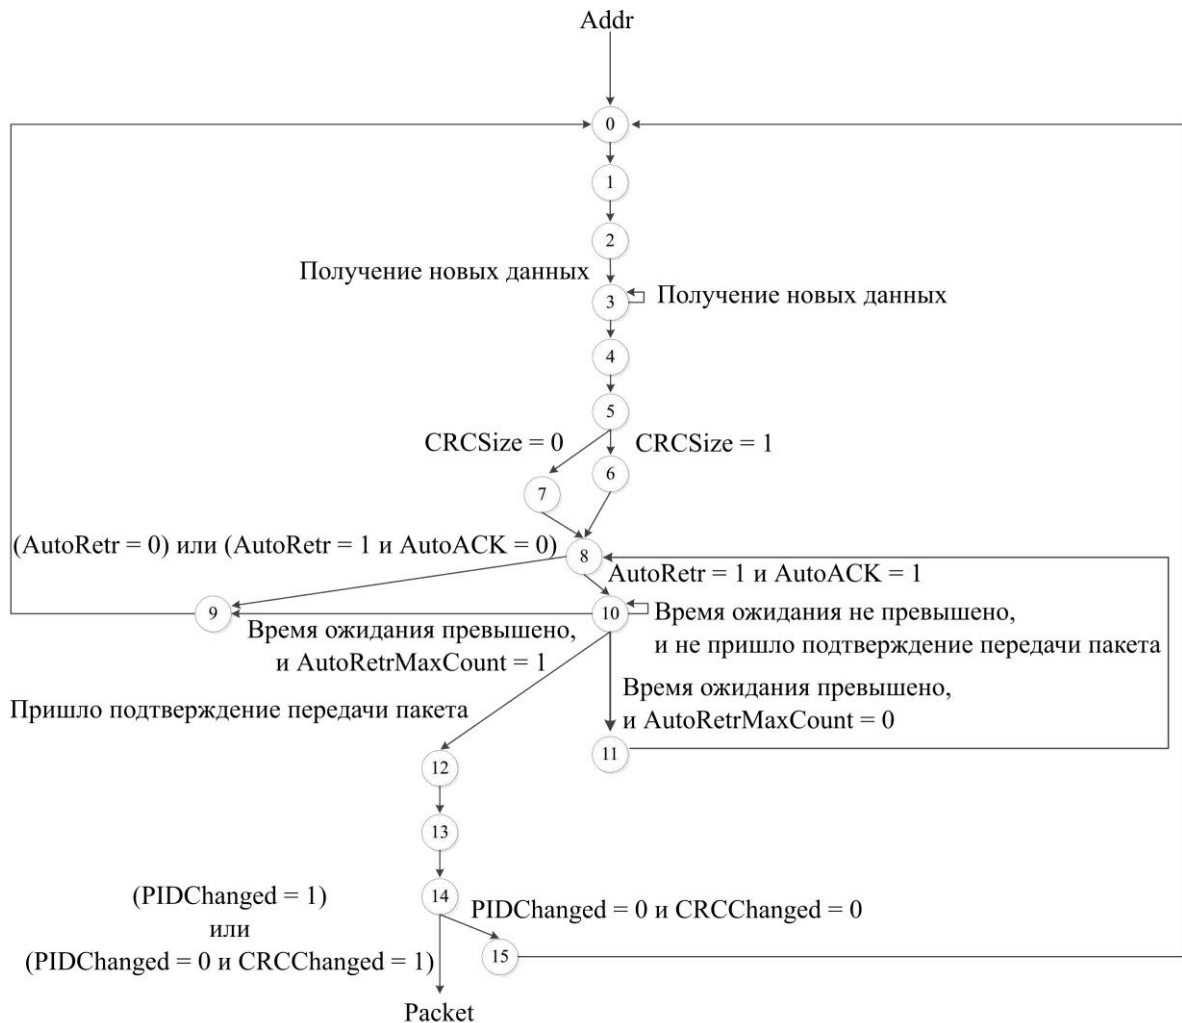 Addr
0
1
2
Получение новых данных
3
Получение новых данных
4
5
CRCSize = 0
CRCSize = 1
6
7
(AutoRetr = 0) или (AutoRetr = 1 и AutoACK = 0)
8
AutoRetr = 1 и AutoACK = 1
9
10
Время ожидания не превышено,
и не пришло подтверждение передачи пакета
Время ожидания превышено,
и AutoRetrMaxCount = 1
Время ожидания превышено,
и AutoRetrMaxCount = 0
Пришло подтверждение передачи пакета
11
12
13
14
(PIDChanged = 1)
или
(PIDChanged = 0 и CRCChanged = 1)
PIDChanged = 0 и CRCChanged = 0
15
Packet